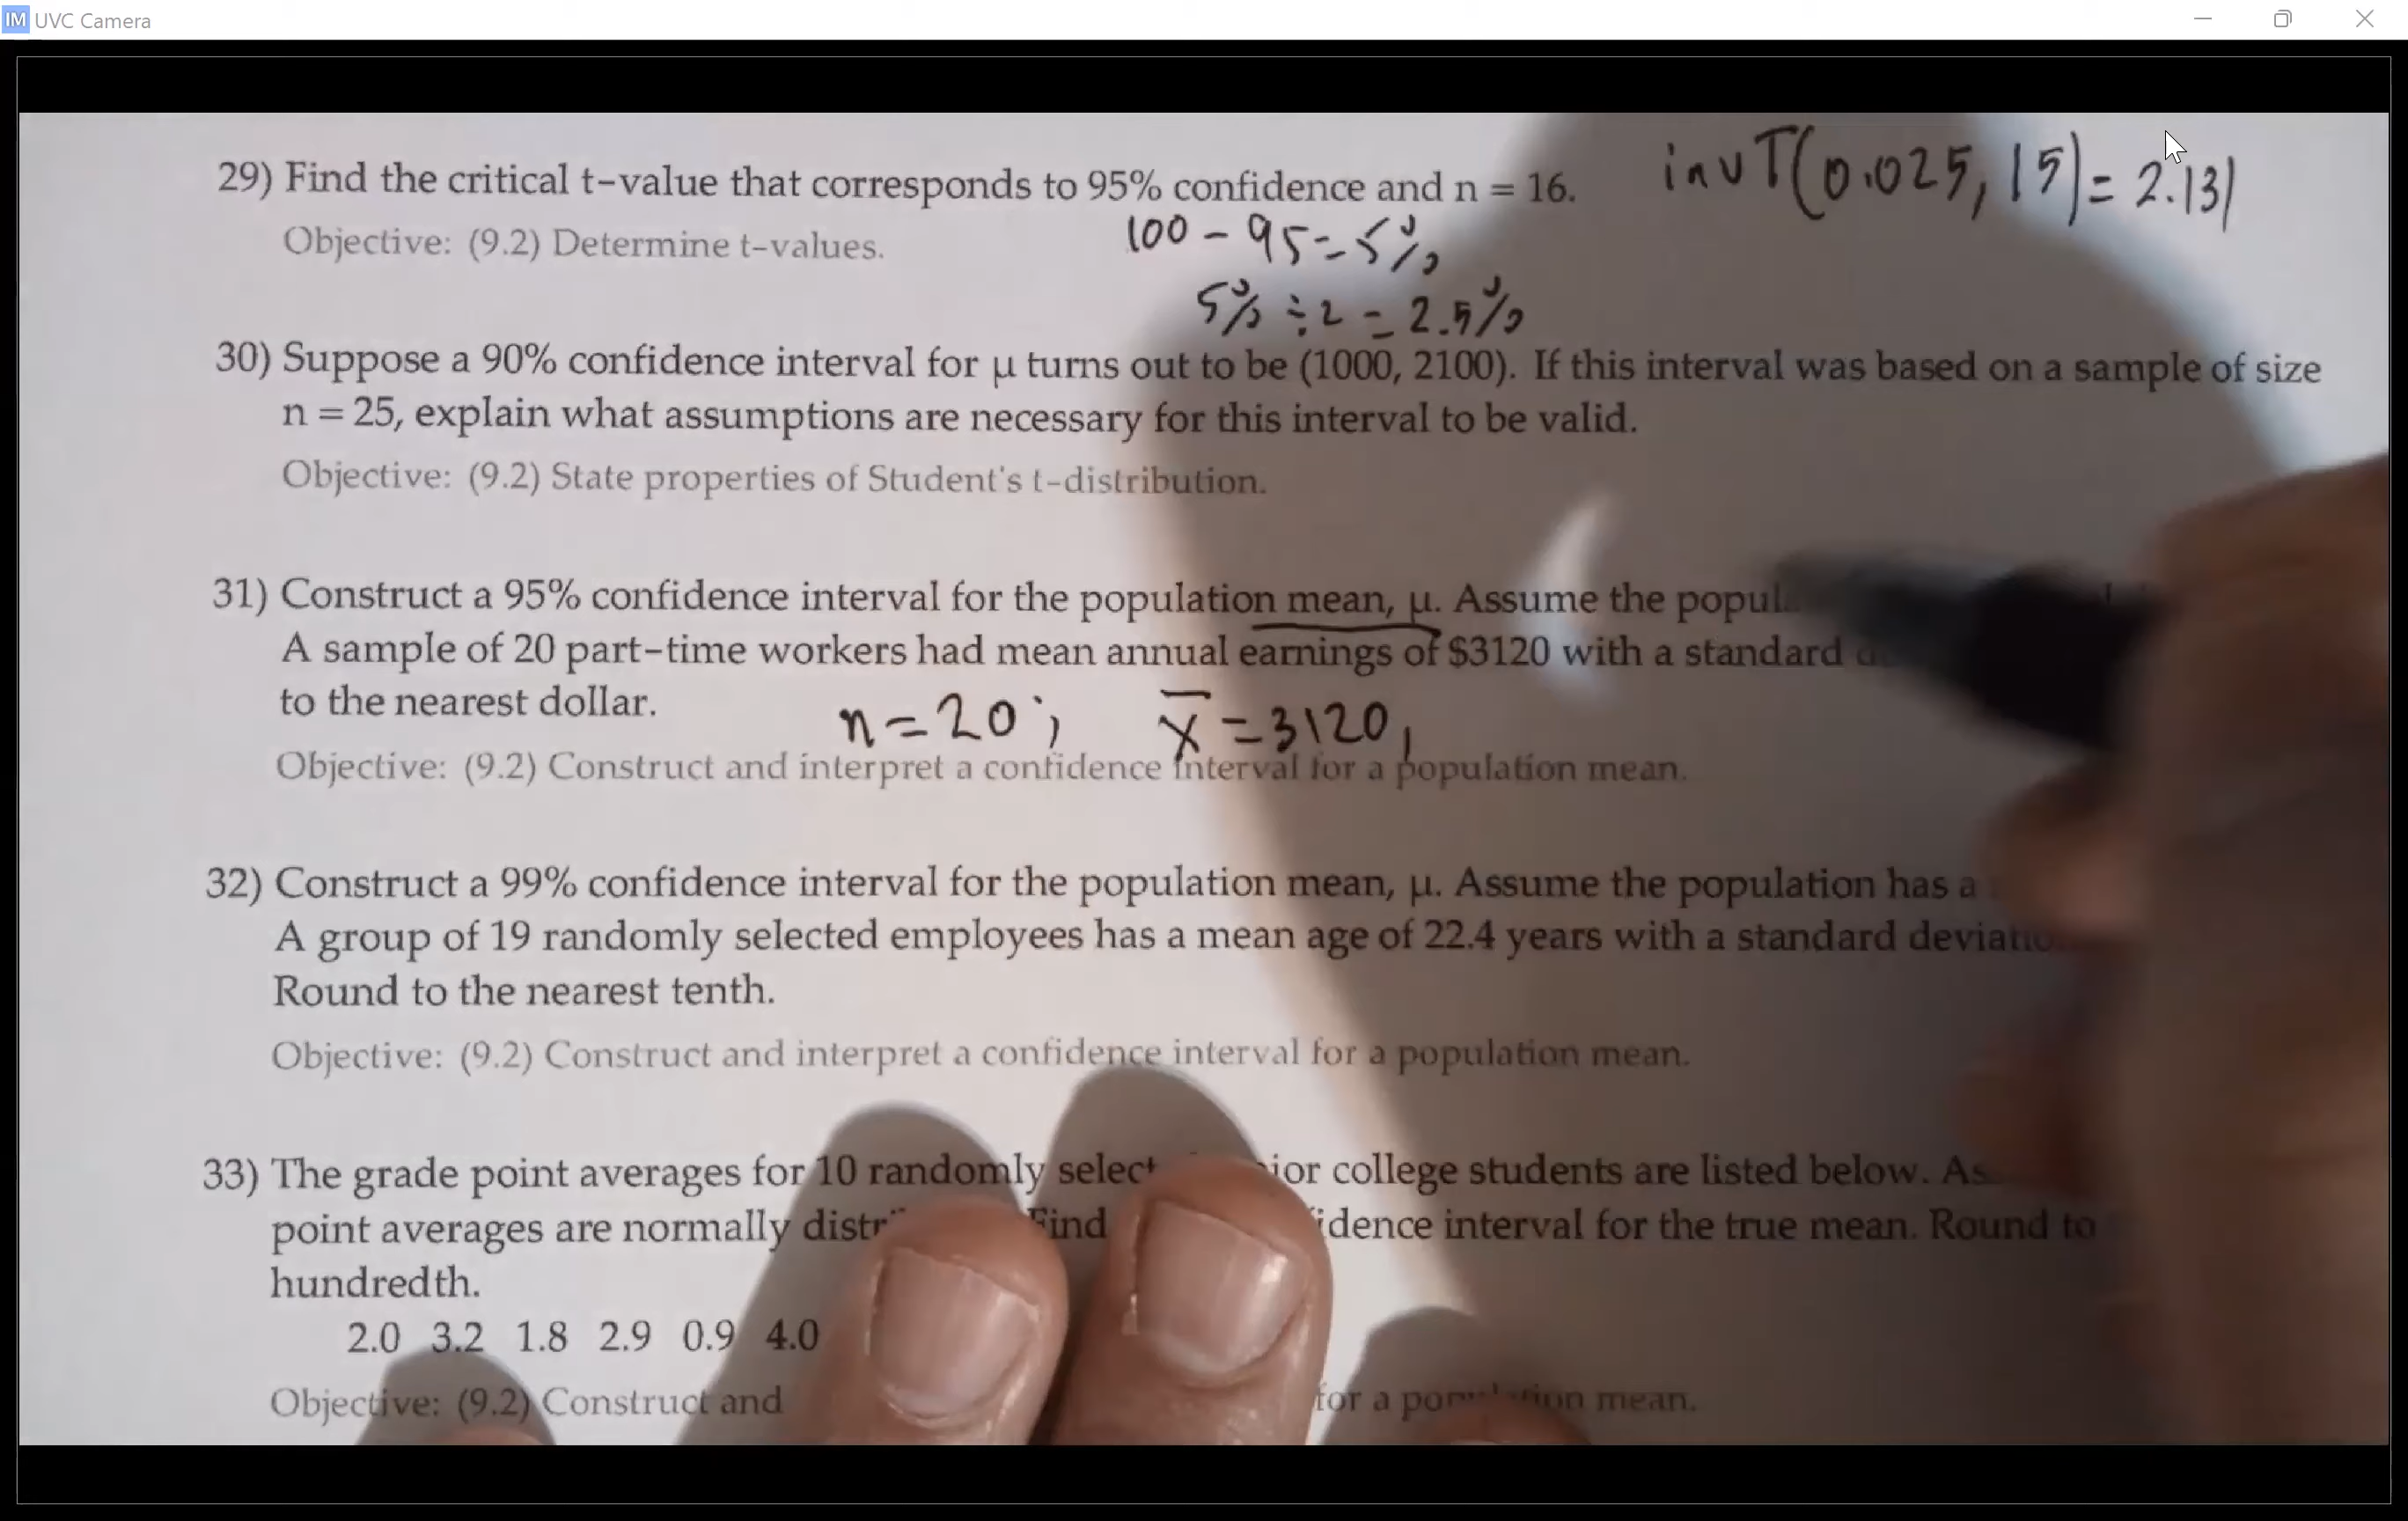 IM UVC Camera
29) Find the critical t-value that corresponds to 95% confidence and n = 16. invT(0.025, 15) = 2.131
Objective: (9.2) Determine t-values. 100 - 95 = 5%
5% ÷ 2 = 2.5%
30) Suppose a 90% confidence interval for μ turns out to be (1000, 2100). If this interval was based on a sample of size
n = 25, explain what assumptions are necessary for this interval to be valid.
Objective: (9.2) State properties of Student's t-distribution.
31) Construct a 95% confidence interval for the population mean, μ. Assume the
A sample of 20 part-time workers had mean annual earnings of $3120 with a standard
to the nearest dollar. n = 20; x̄ = 3120,
Objective: (9.2) Construct and interpret a confidence interval for a population mean.
32) Construct a 99% confidence interval for the population mean, μ. Assume the population has a
A group of 19 randomly selected employees has a mean age of 22.4 years with a standard
Round to the nearest tenth.
Objective: (9.2) Construct and interpret a confidence interval for a population mean.
33) The grade point averages for 10 randomly college students are listed below.
point averages are normally Find interval for the true mean. Round to
hundredth.
2.0 3.2 1.8 2.9 0.9 4.0
Objective: (9.2) Construct and for a mean.